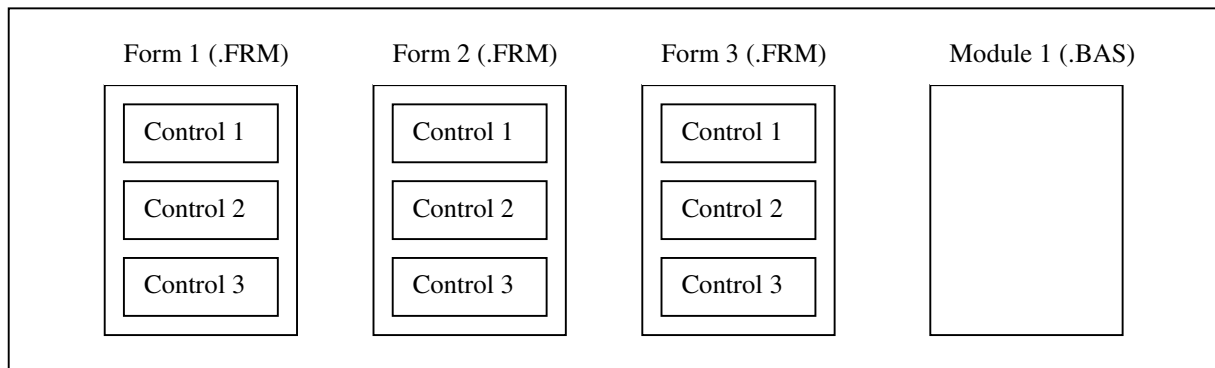 Form 1 (.FRM) Form 2 (.FRM) Form 3 (.FRM) Module 1 (.BAS)
Control 1 Control 1 Control 1
Control 2 Control 2 Control 2
Control 3 Control 3 Control 3